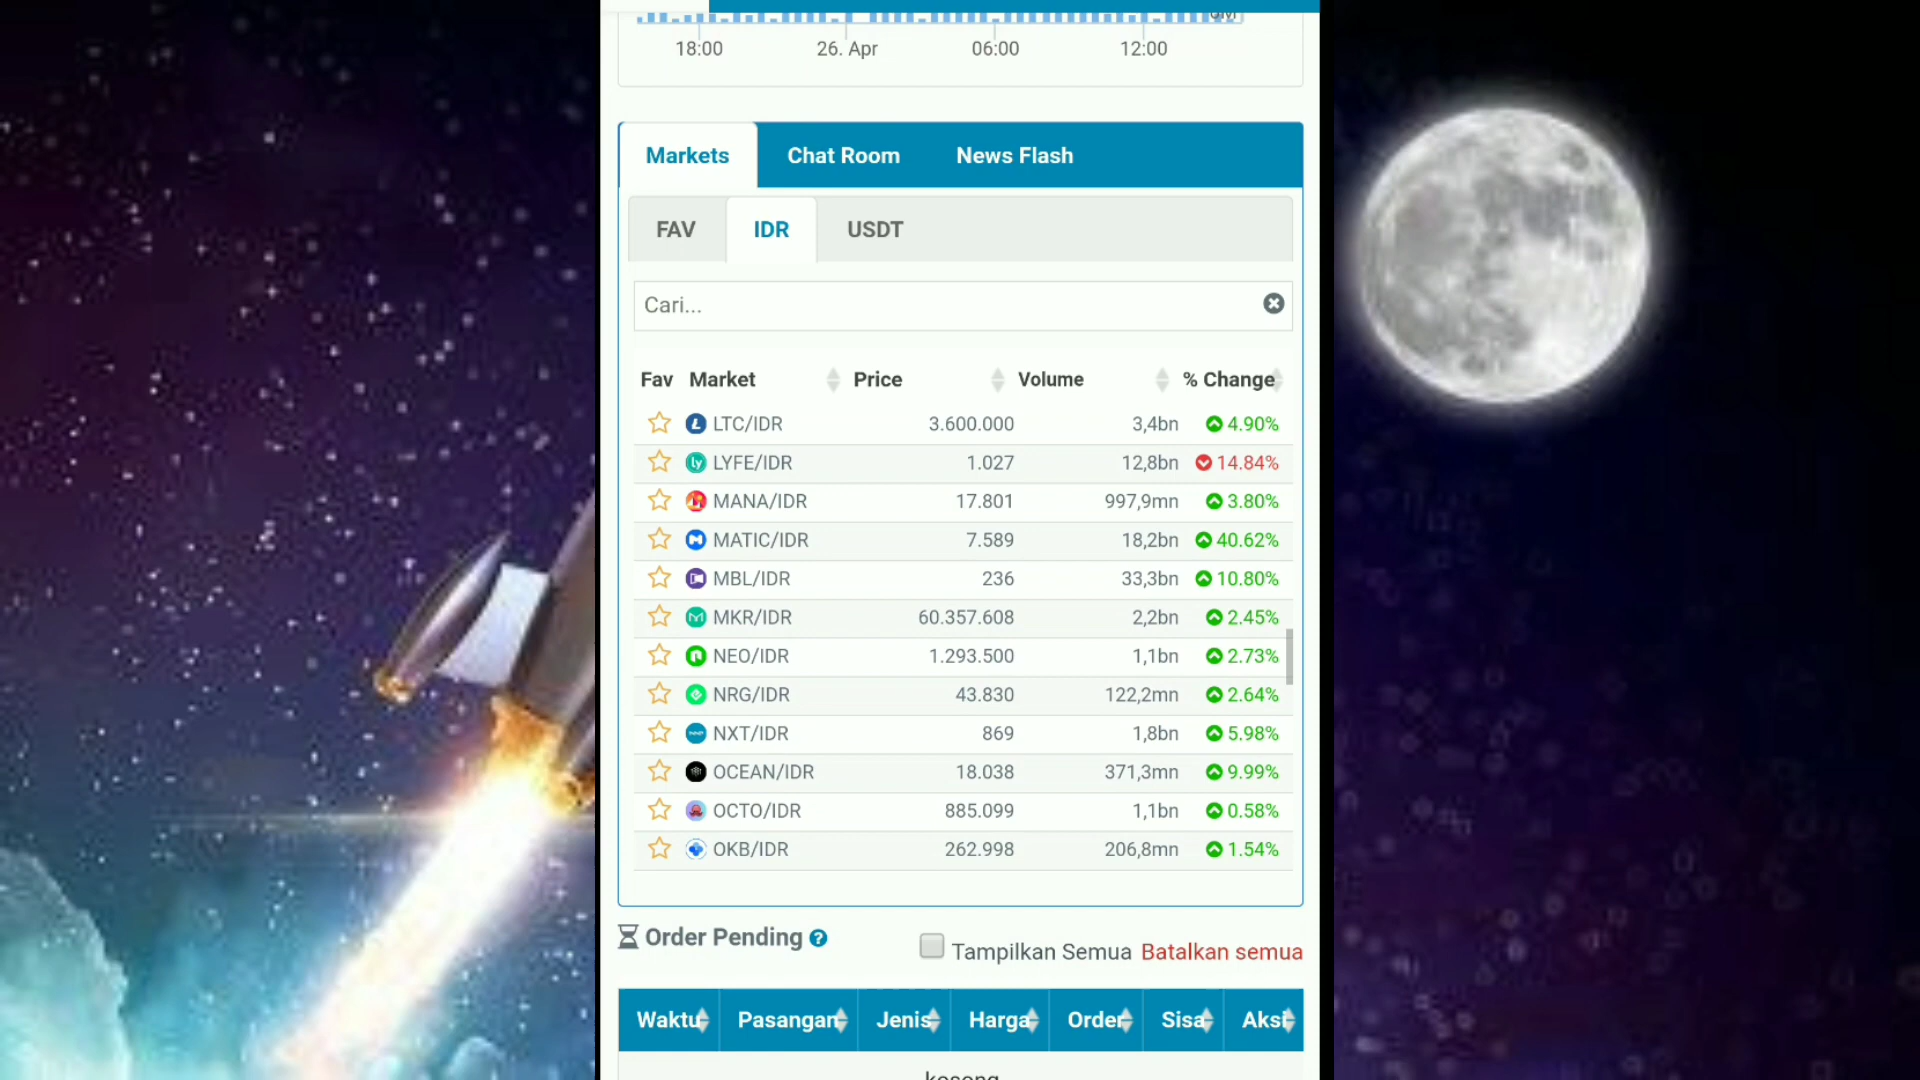 18:00 26. Apr 06:00 12:00
Markets Chat Room News Flash
FAV IDR USDT
Cari...
Fav Market Price Volume % Change
LTC/IDR 3.600.000 3,4bn 4.90%
LYFE/IDR 1.027 12,8bn 14.84%
MANA/IDR 17.801 997,9mn 3.80%
MATIC/IDR 7.589 18,2bn 40.62%
MBL/IDR 236 33,3bn 10.80%
MKR/IDR 60.357.608 2,2bn 2.45%
NEO/IDR 1.293.500 1,1bn 2.73%
NRG/IDR 43.830 122,2mn 2.64%
NXT/IDR 869 1,8bn 5.98%
OCEAN/IDR 18.038 371,3mn 9.99%
OCTO/IDR 885.099 1,1bn 0.58%
OKB/IDR 262.998 206,8mn 1.54%
Order Pending ? Tampilkan Semua Batalkan semua
Waktu Pasangan Jenis Harga Order Sisa Aksi